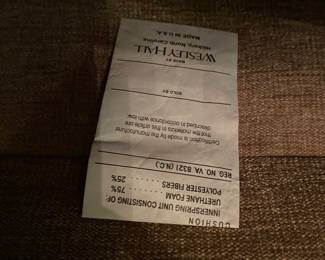 CUSHION
INNERSPRING UNIT CONSISTING OF:
URETHANE FOAM ...... 75%
POLYESTER FIBERS ...... 25%
REG. NO. VA. 8321 (N.C.)
Certification is made by the manufacturer
that the materials in this article are
described in accordance with law
SOLD BY
MADE BY
WESLEY HALL
Hickory, North Carolina
MADE IN U.S.A.